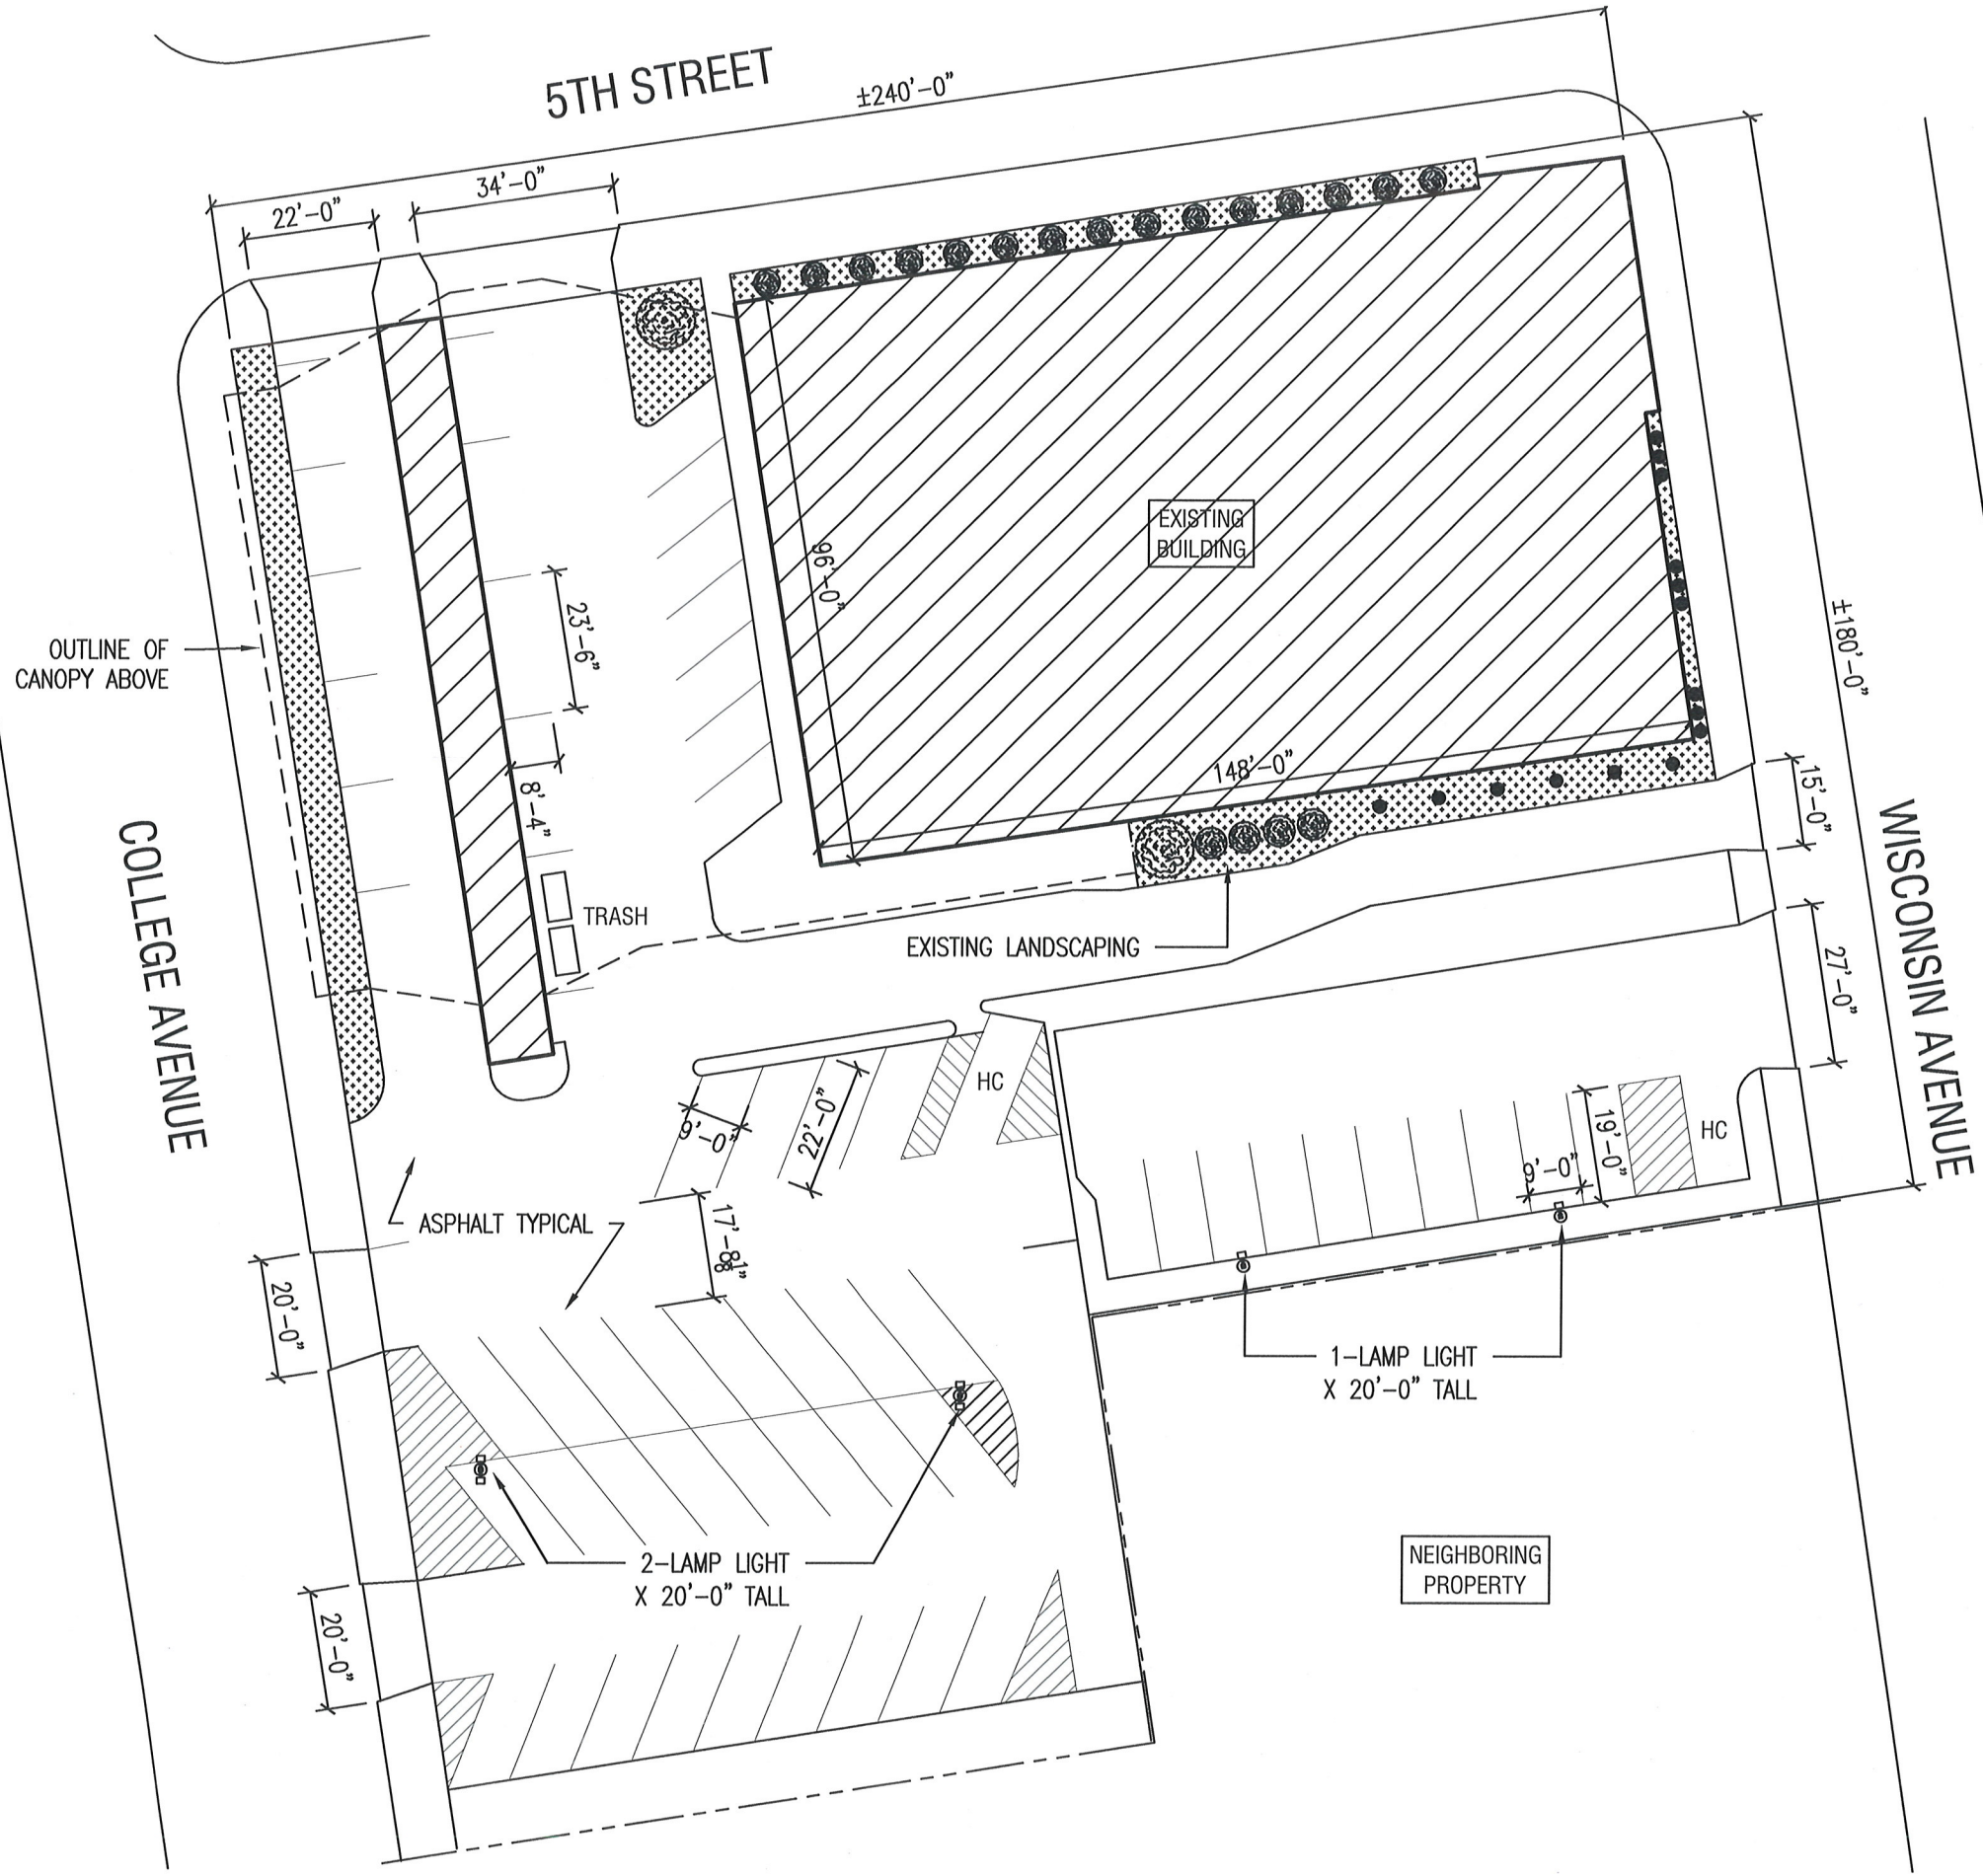 5TH STREET
±240'-0"
34'-0"
22'-0"
EXISTING
BUILDING
96'-0"
23'-6"
±180'-0"
OUTLINE OF
CANOPY ABOVE
148'-0"
15'-0"
8'-4"
COLLEGE AVENUE
WISCONSIN AVENUE
TRASH
EXISTING LANDSCAPING
27'-0"
HC
9'-0"
22'-0"
19'-0"
HC
9'-0"
ASPHALT TYPICAL
17'-8 1/8"
20'-0"
1-LAMP LIGHT
X 20'-0" TALL
2-LAMP LIGHT
X 20'-0" TALL
NEIGHBORING
PROPERTY
20'-0"